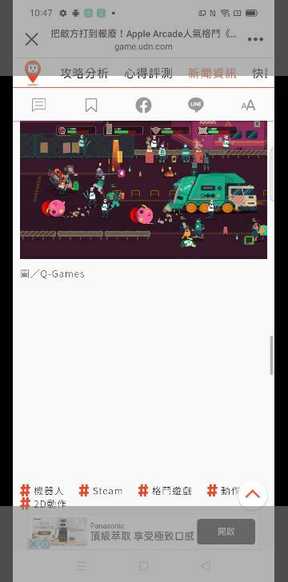 10:47
把敵方打到報廢！Apple Arcade人氣格鬥《...
game.udn.com
攻略分析 心得評測 新聞資訊
LINE
AA
圖／Q-Games
# 機器人 # Steam # 格鬥遊戲 # 動作
# 2D動作
Panasonic
頂級萃取 享受極致口感
開啟